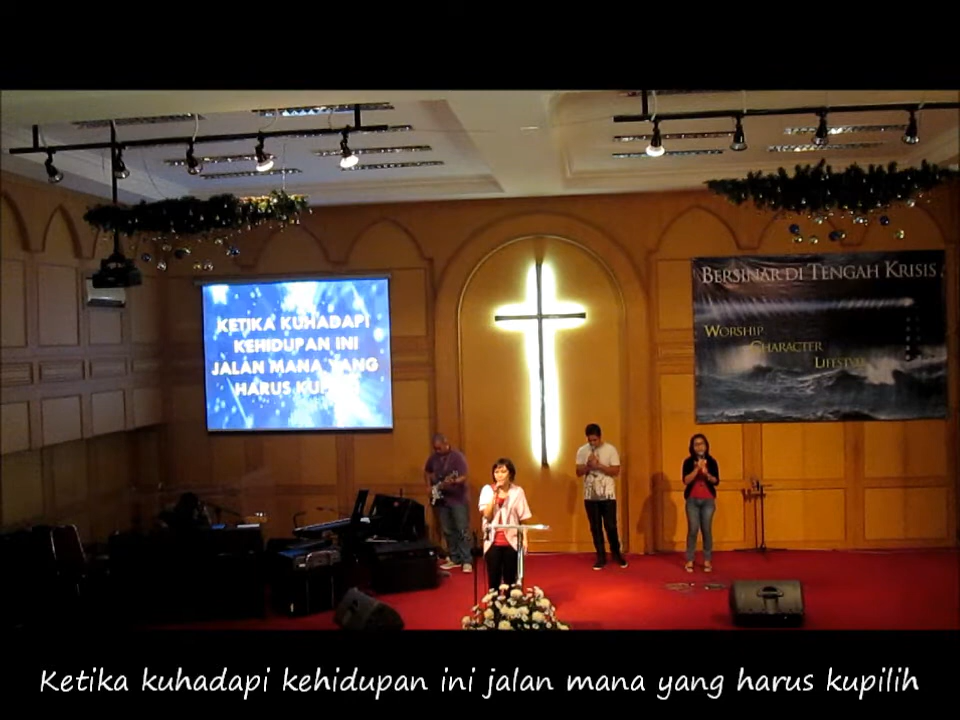 KETIKA KUHADAPI
KEHIDUPAN INI
JALAN MANA YANG
HARUS
BERSINAR DI TENGAH KRISIS
WORSHIP
CHARACTER
LIFESTYLE
Ketika kuhadapi kehidupan ini jalan mana yang harus kupilih